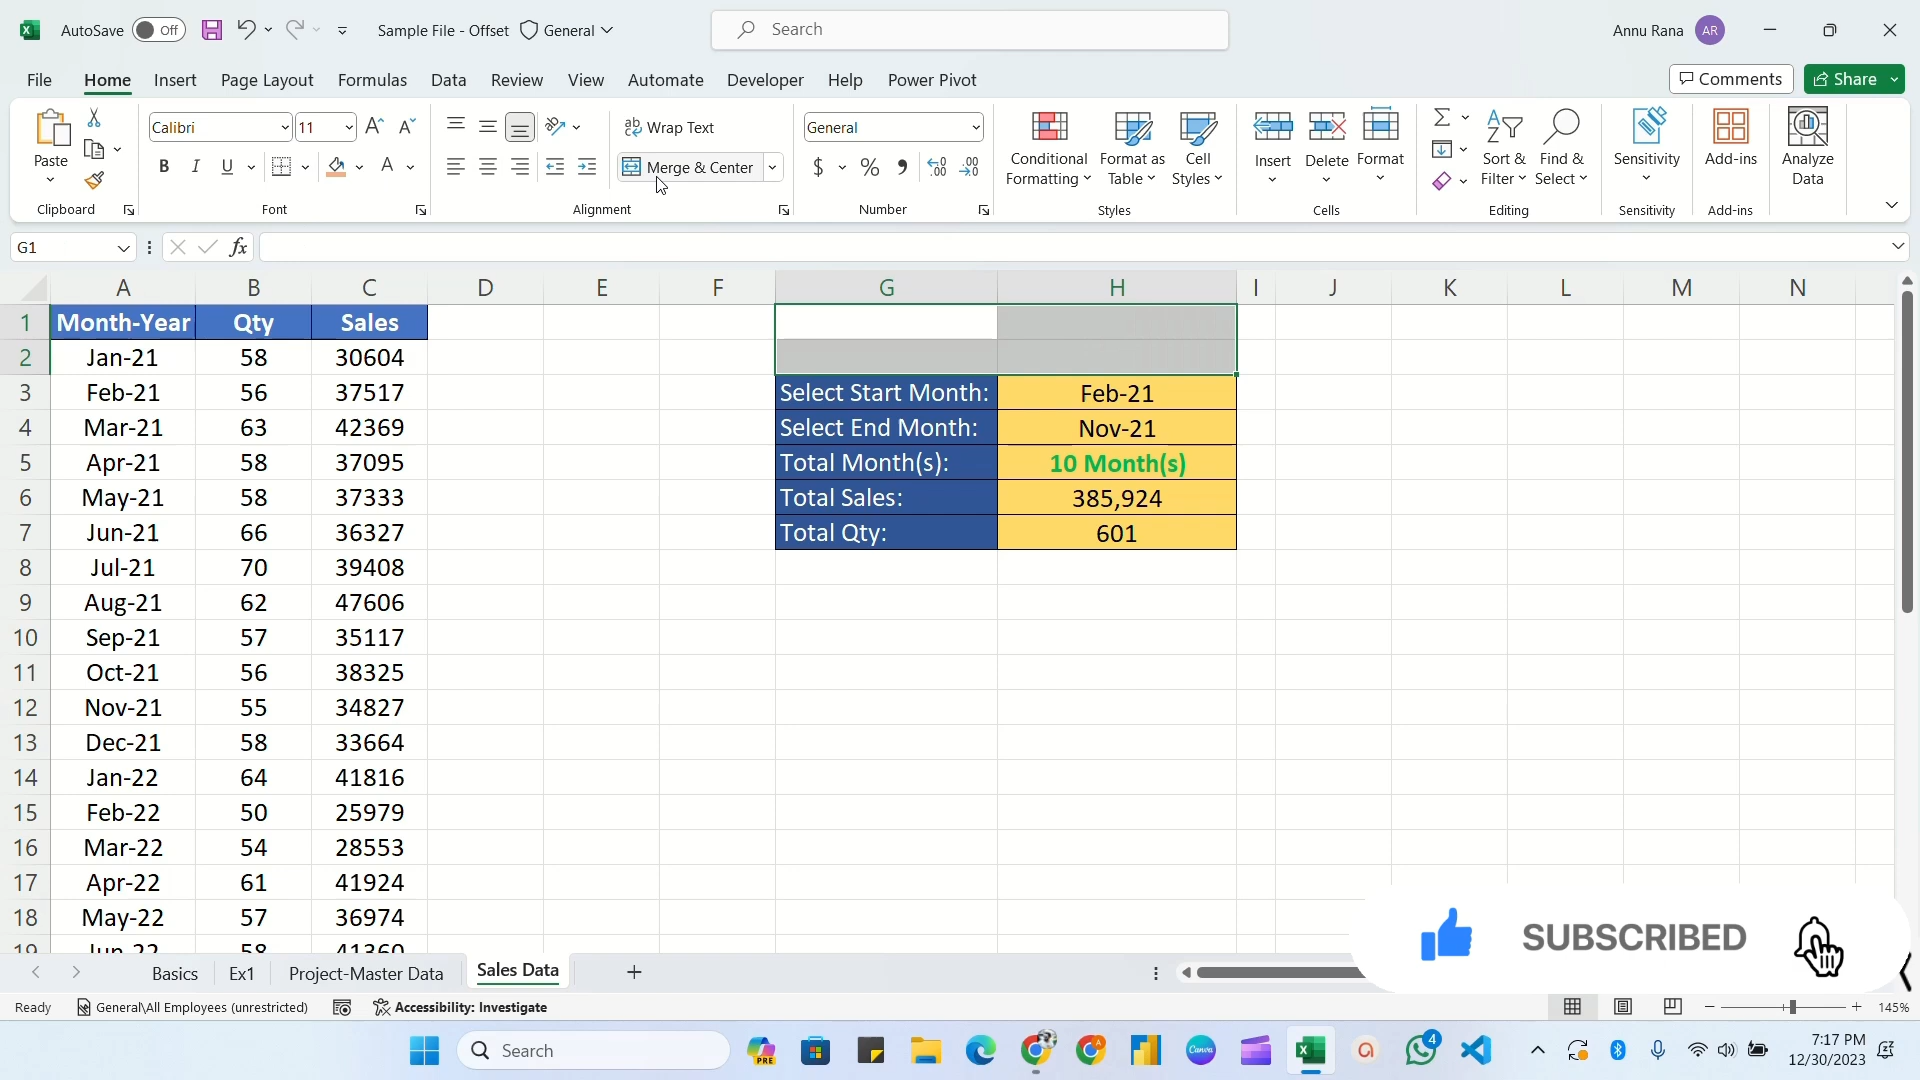 AutoSave Off Sample File - Offset General Search Annu Rana AR
File Home Insert Page Layout Formulas Data Review View Automate Developer Help Power Pivot Comments Share
Paste Calibri 11 Wrap Text General Conditional Formatting Format as Table Cell Styles Insert Delete Format Sort & Filter Find & Select Sensitivity Add-ins Analyze Data
B I U A Merge & Center $ %
Clipboard Font Alignment Number Styles Cells Editing Sensitivity Add-ins
G1 fx
A B C D E F G H I J K L M N
1 Month-Year Qty Sales
2 Jan-21 58 30604
3 Feb-21 56 37517 Select Start Month: Feb-21
4 Mar-21 63 42369 Select End Month: Nov-21
5 Apr-21 58 37095 Total Month(s): 10 Month(s)
6 May-21 58 37333 Total Sales: 385,924
7 Jun-21 66 36327 Total Qty: 601
8 Jul-21 70 39408
9 Aug-21 62 47606
10 Sep-21 57 35117
11 Oct-21 56 38325
12 Nov-21 55 34827
13 Dec-21 58 33664
14 Jan-22 64 41816
15 Feb-22 50 25979
16 Mar-22 54 28553
17 Apr-22 61 41924
18 May-22 57 36974
19 Jun-22 58 41360
SUBSCRIBED
Basics Ex1 Project-Master Data Sales Data
Ready General\All Employees (unrestricted) Accessibility: Investigate 145%
Search PRE Canva 4 7:17 PM
12/30/2023